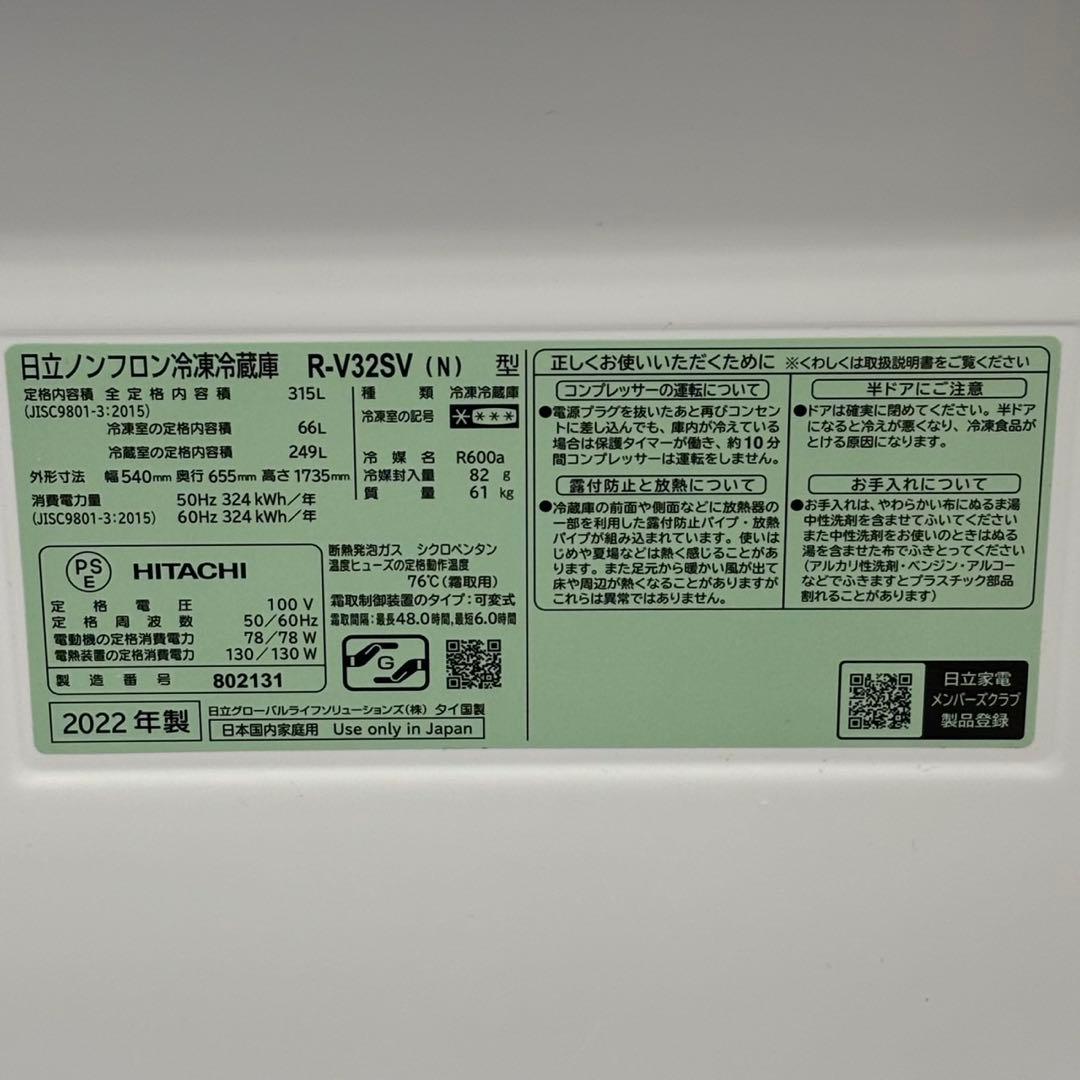 日立ノンフロン冷凍冷蔵庫 R-V32SV (N) 型
定格内容積 全定格内容積 315L
(JISC9801-3:2015)
冷凍室の定格内容積 66L
冷蔵室の定格内容積 249L
外形寸法 幅540mm 奥行655mm 高さ1735mm
消費電力量 50Hz 324kWh/年
(JISC9801-3:2015) 60Hz 324kWh/年
種類 冷凍冷蔵庫
冷凍室の記号 ****
冷媒名 R600a
冷媒封入量 82 g
質量 61 kg
PS
E
HITACHI
定格電圧 100V
定格周波数 50/60Hz
電動機の定格消費電力 78/78W
電熱装置の定格消費電力 130/130W
製造番号 802131
断熱発泡ガス シクロペンタン
温度ヒューズの定格動作温度
76℃(霜取用)
霜取制御装置のタイプ:可変式
霜取間隔:最長48.0時間,最短6.0時間
G
2022年製
日立グローバルライフソリューションズ(株) タイ国製
日本国内家庭用 Use only in Japan
正しくお使いいただくために ※くわしくは取扱説明書をご覧ください
コンプレッサーの運転について
●電源プラグを抜いたあと再びコンセン
トに差し込んでも、庫内が冷えている
場合は保護タイマーが働き、約10分
間コンプレッサーは運転をしません。
露付防止と放熱について
●冷蔵庫の前面や側面などに放熱器の
一部を利用した露付防止パイプ・放熱
パイプが組み込まれています。使いは
じめや夏場などは熱く感じることがあ
ります。また足元から暖かい風が出て
床や周辺が熱くなることがありますが
これらは異常ではありません。
半ドアにご注意
●ドアは確実に閉めてください。半ドア
になると冷えが悪くなり、冷凍食品が
とける原因になります。
お手入れについて
●お手入れは、やわらかい布にぬるま湯
中性洗剤を含ませてふいてください
また中性洗剤をお使いのときはぬる
湯を含ませた布でふきとってください
(アルカリ性洗剤・ベンジン・アルコー
などでふきますとプラスチック部品
割れることがあります)
日立家電
メンバーズクラブ
製品登録